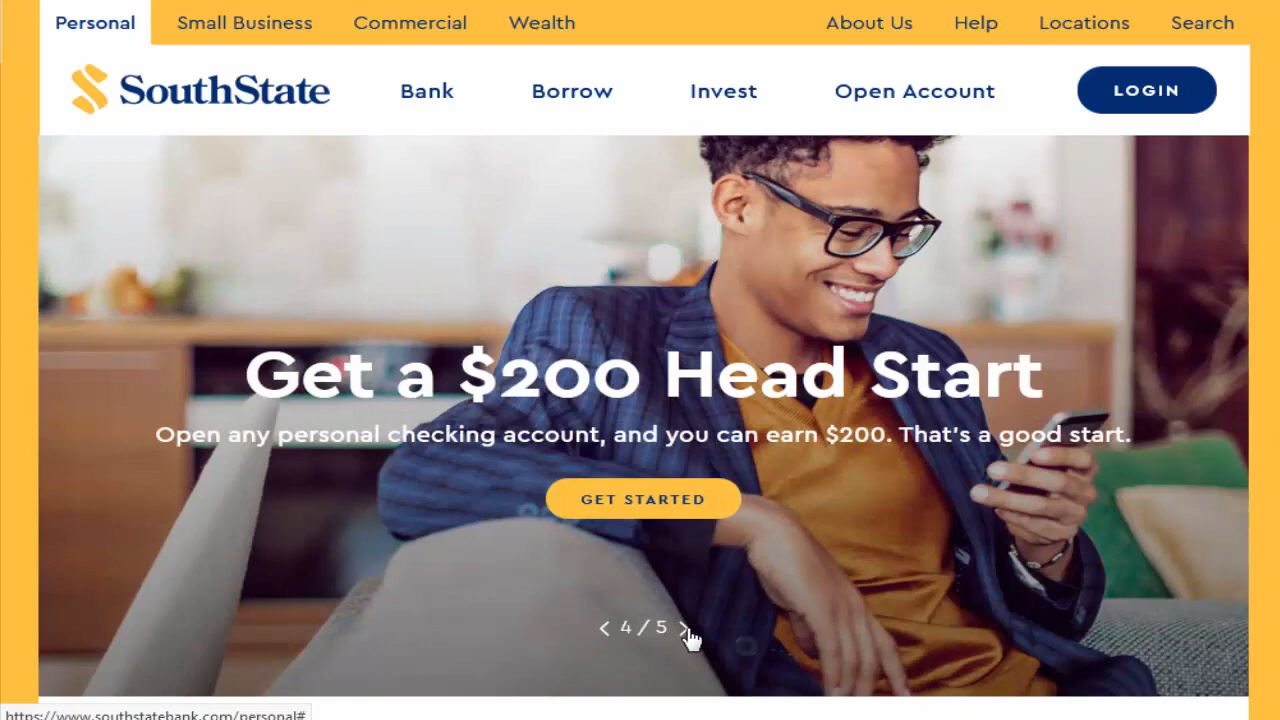 Personal Small Business Commercial Wealth About Us Help Locations Search
SouthState Bank Borrow Invest Open Account LOGIN
Get a $200 Head Start
Open any personal checking account, and you can earn $200. That's a good start.
GET STARTED
< 4 / 5 >
https://www.southstatebank.com/personal#